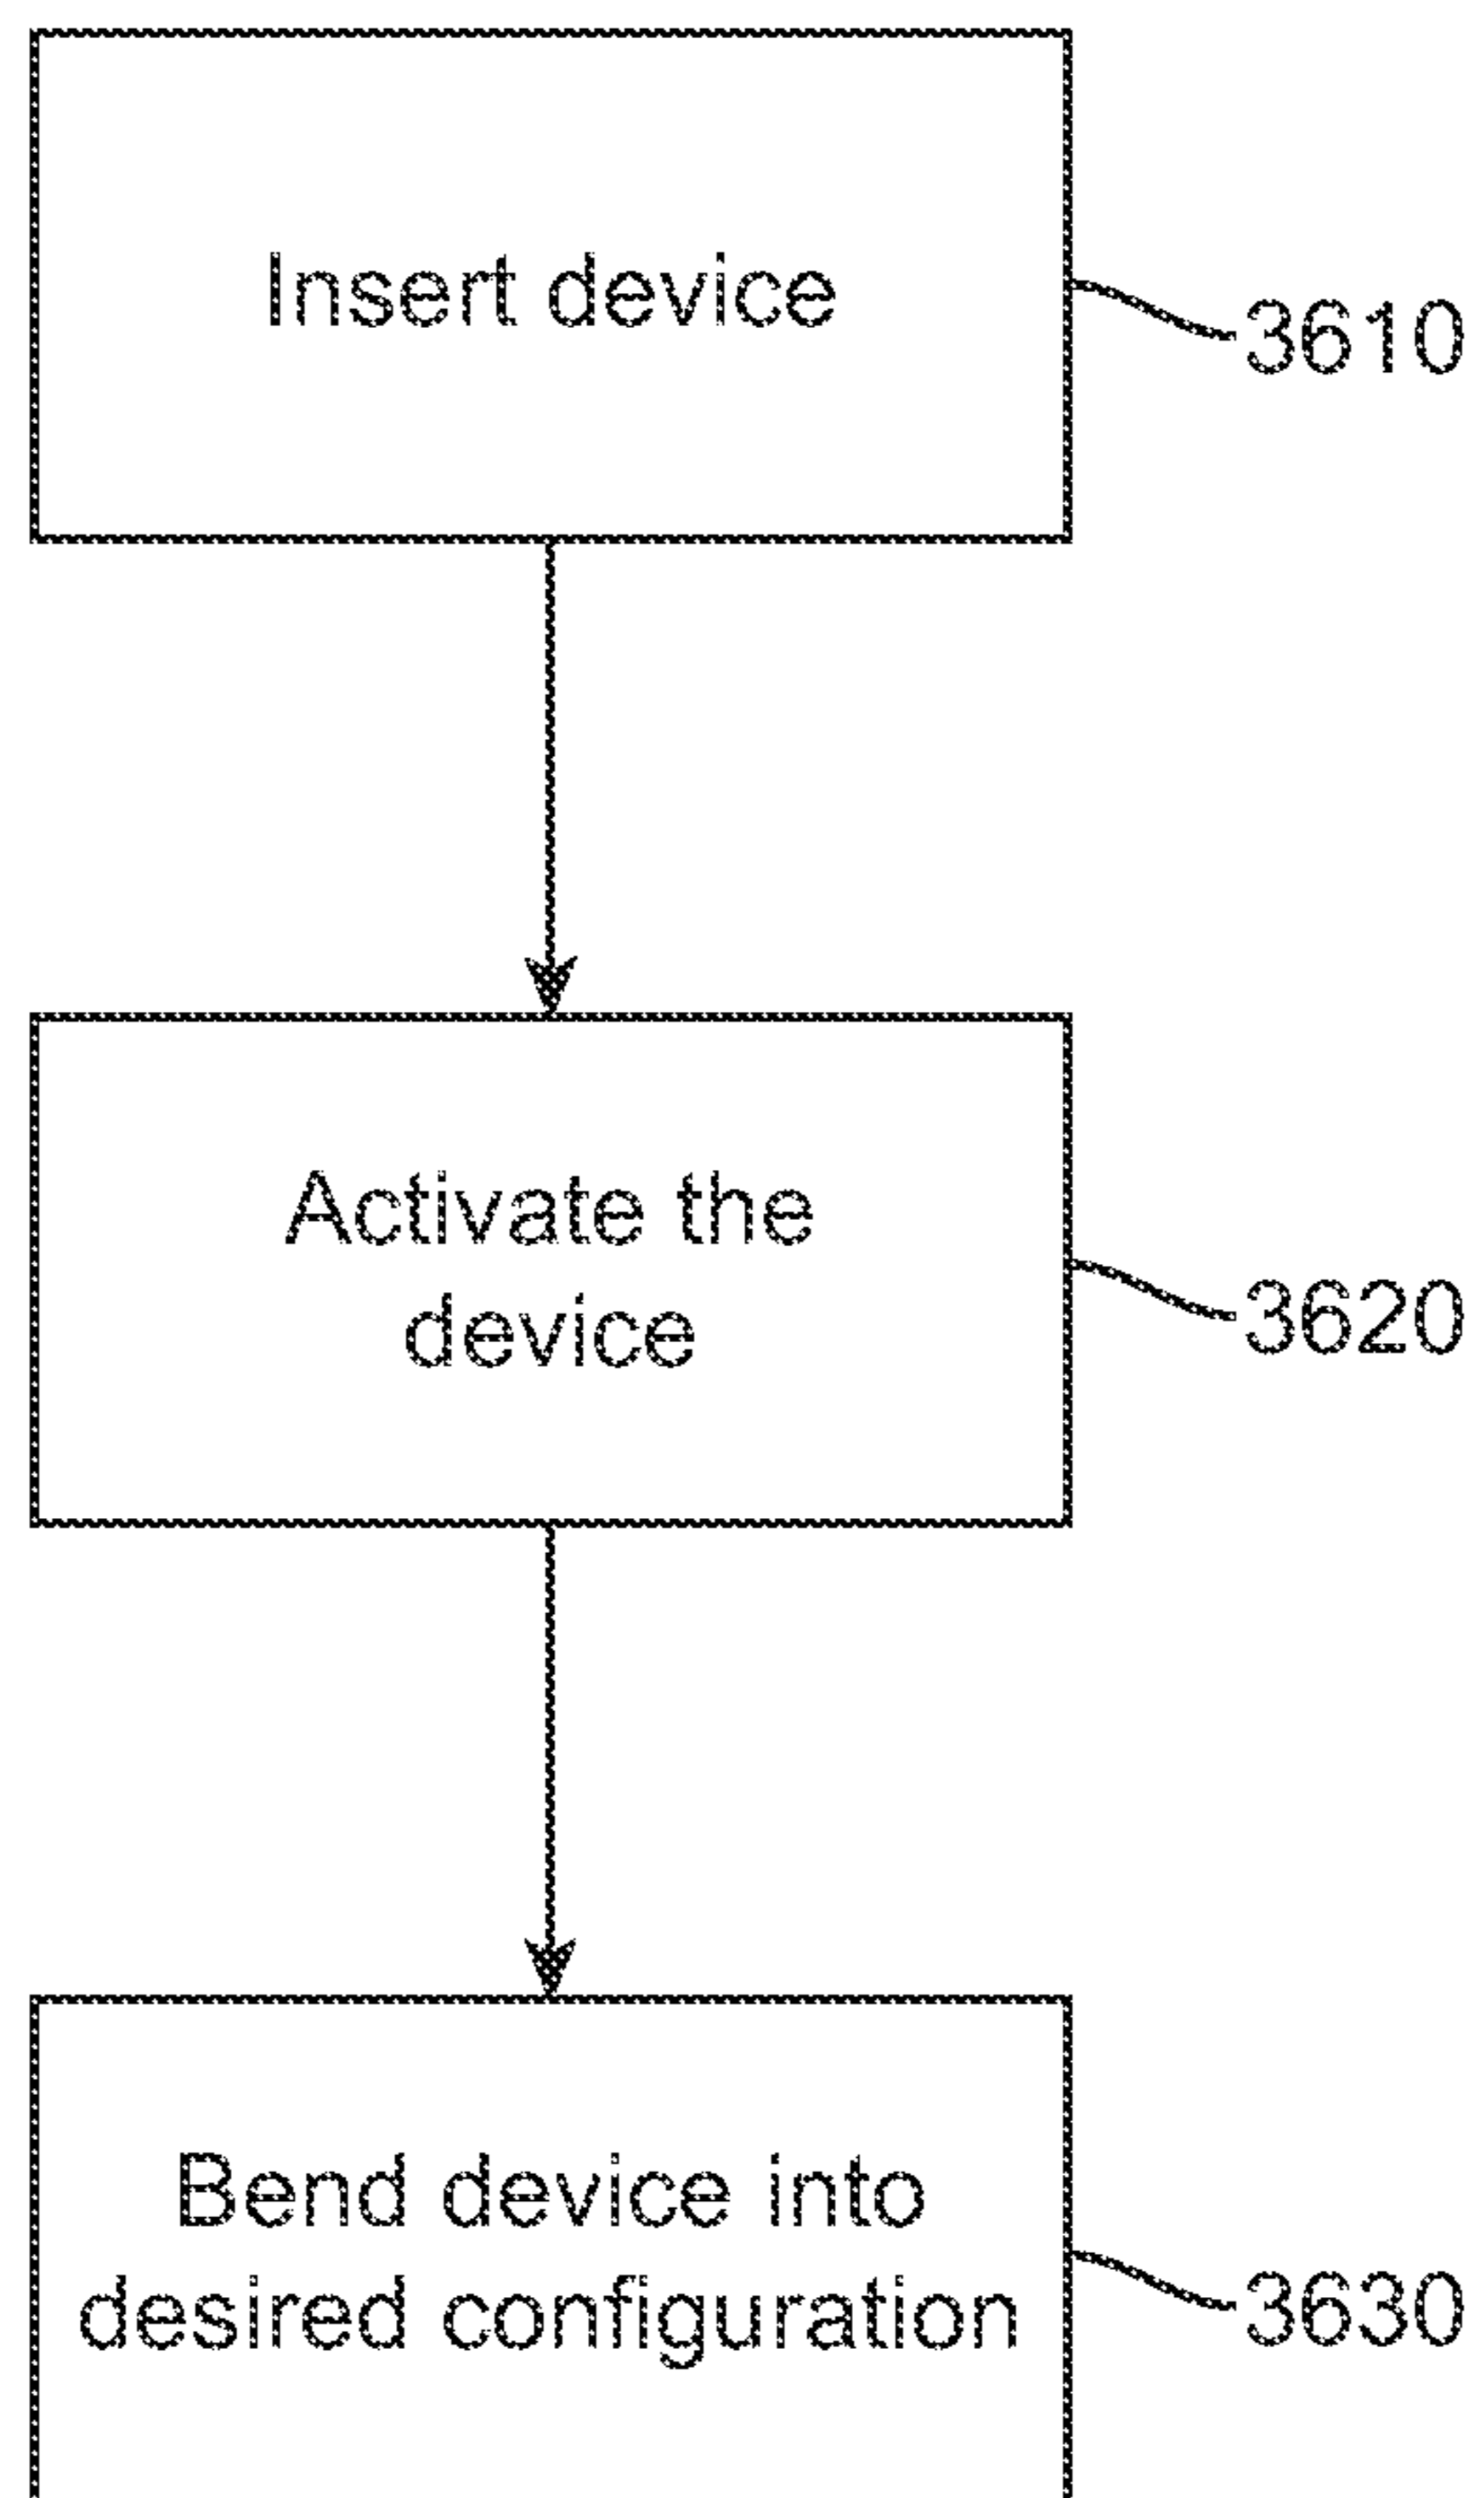 Insert device
3610
Activate the
device
3620
Bend device into
desired configuration
3630